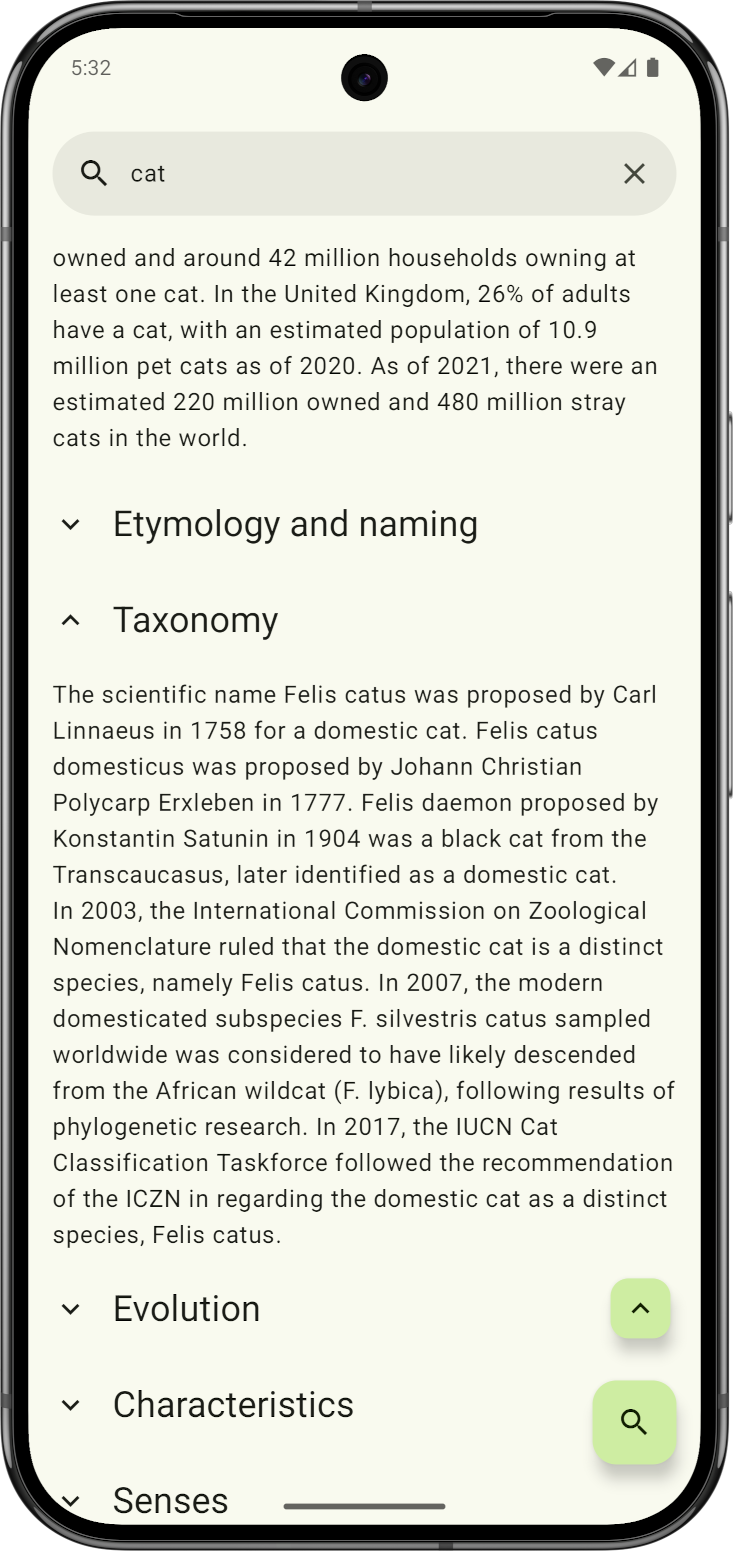 5:32
cat
owned and around 42 million households owning at
least one cat. In the United Kingdom, 26% of adults
have a cat, with an estimated population of 10.9
million pet cats as of 2020. As of 2021, there were an
estimated 220 million owned and 480 million stray
cats in the world.
Etymology and naming
Taxonomy
The scientific name Felis catus was proposed by Carl
Linnaeus in 1758 for a domestic cat. Felis catus
domesticus was proposed by Johann Christian
Polycarp Erxleben in 1777. Felis daemon proposed by
Konstantin Satunin in 1904 was a black cat from the
Transcaucasus, later identified as a domestic cat.
In 2003, the International Commission on Zoological
Nomenclature ruled that the domestic cat is a distinct
species, namely Felis catus. In 2007, the modern
domesticated subspecies F. silvestris catus sampled
worldwide was considered to have likely descended
from the African wildcat (F. lybica), following results of
phylogenetic research. In 2017, the IUCN Cat
Classification Taskforce followed the recommendation
of the ICZN in regarding the domestic cat as a distinct
species, Felis catus.
Evolution
Characteristics
Senses